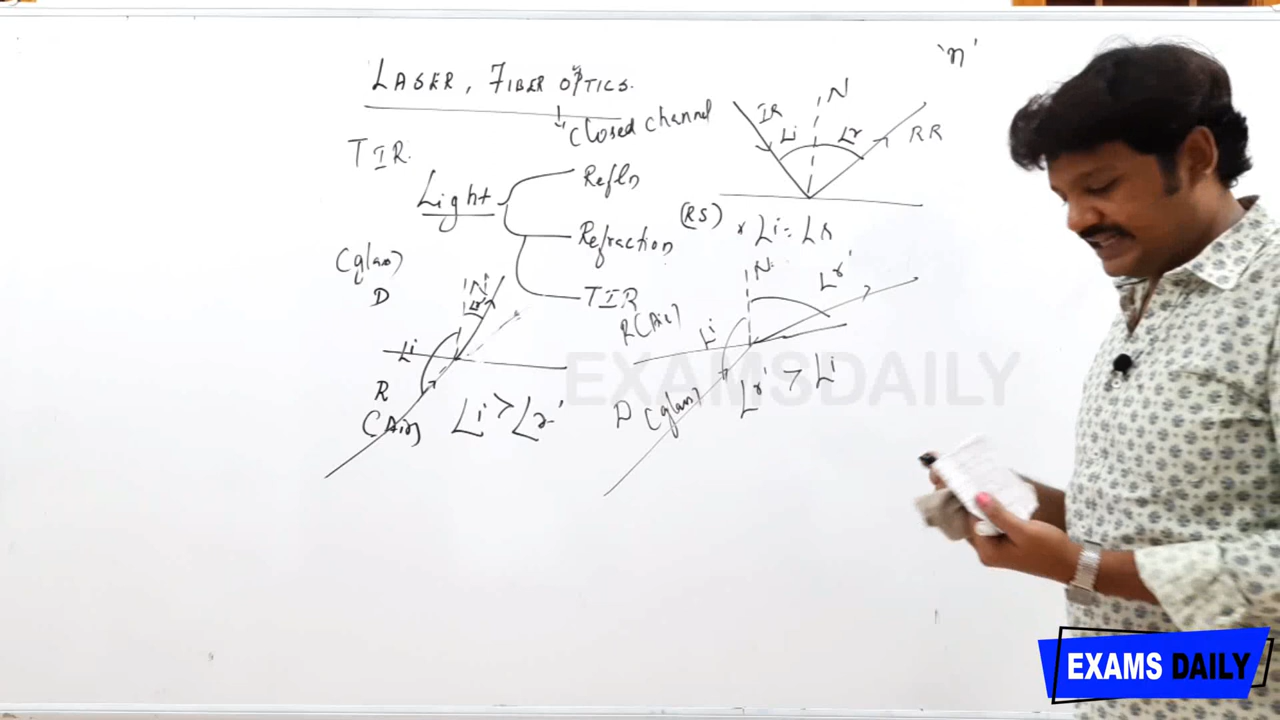 'n'
LASER, FIBER OPTICS.
Closed channel
TIR.
Light
Refln
Refraction
TIR
IR
N
Li
Lr
RR
(RS)
Li = Lr
(glass)
D
N
Lr'
Li
R
(Air)
Li > Lr'
N
Lr'
R(Air)
Li
D (glass)
Lr' > Li
EXAMSDAILY
EXAMS DAILY